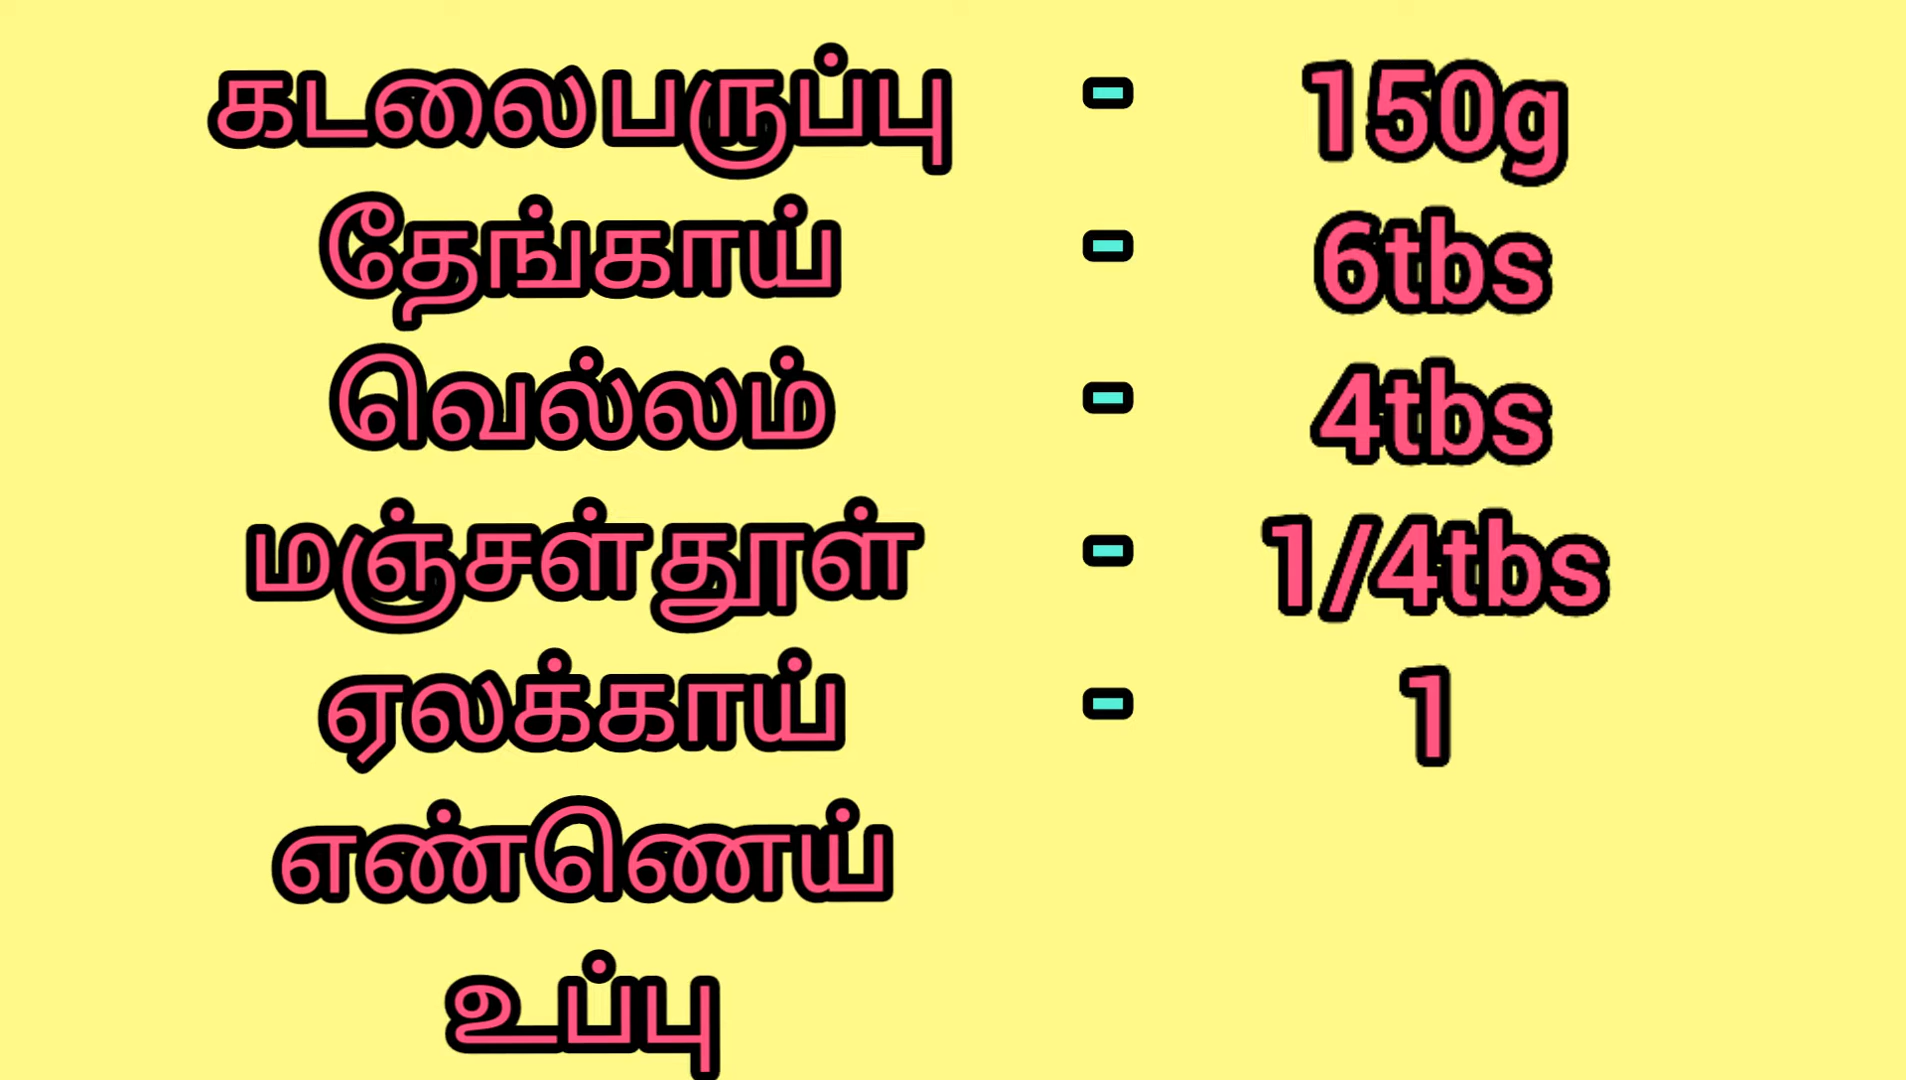 கடலைபருப்பு - 150g
தேங்காய் - 6tbs
வெல்லம் - 4tbs
மஞ்சள்தூள் - 1/4tbs
ஏலக்காய் - 1
எண்ணெய்
உப்பு